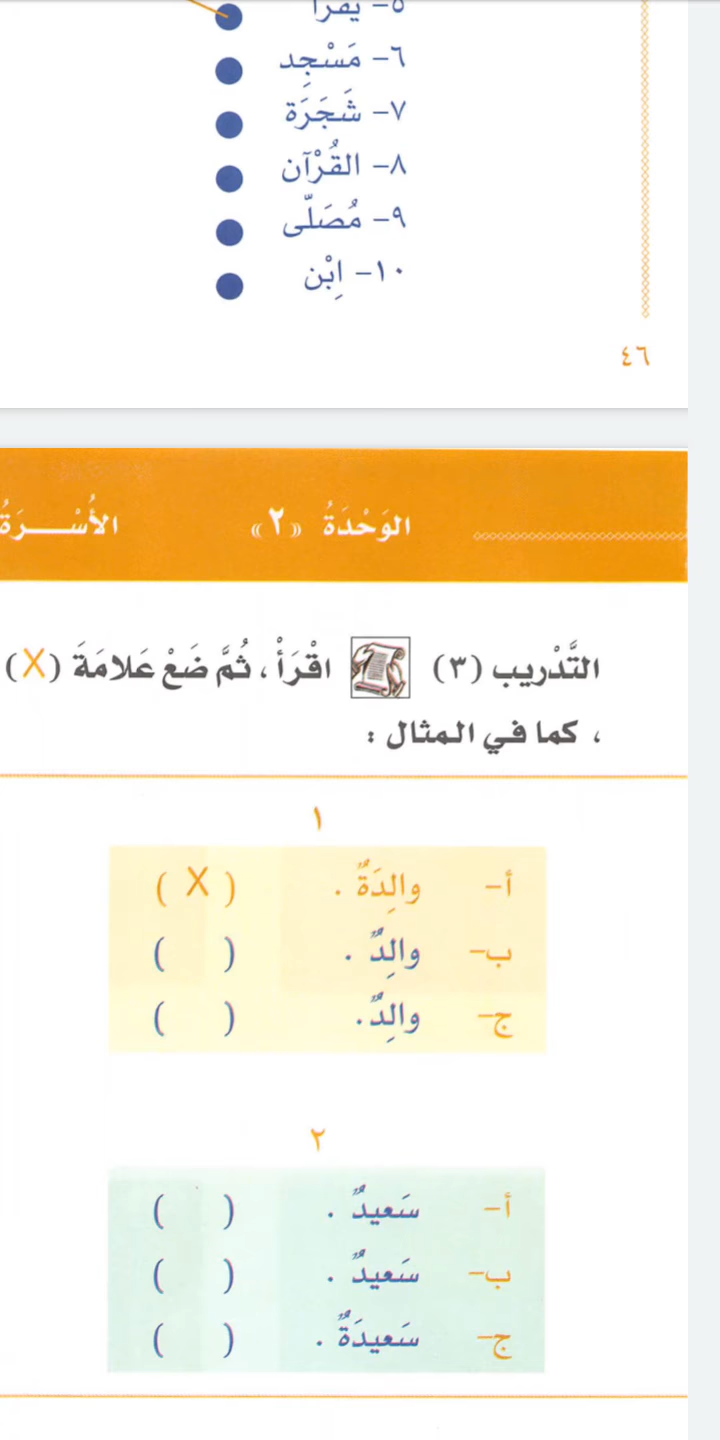 ٥- يقرأ
٦- مَسْجِد
٧- شَجَرَة
٨- القُرْآن
٩- مُصَلَّى
١٠- اِبْن
٤٦
الوَحْدَةُ «٢» الأُسْـــرَةُ
التَّدْريب (٣) اقْرَأْ ، ثُمَّ ضَعْ عَلامَةَ (X)
، كما في المثال :
١
أ- والِدَةٌ . ( X )
ب- والِدٌ . ( )
ج- والِدٌ . ( )
٢
أ- سَعيدٌ . ( )
ب- سَعيدٌ . ( )
ج- سَعيدَةٌ . ( )